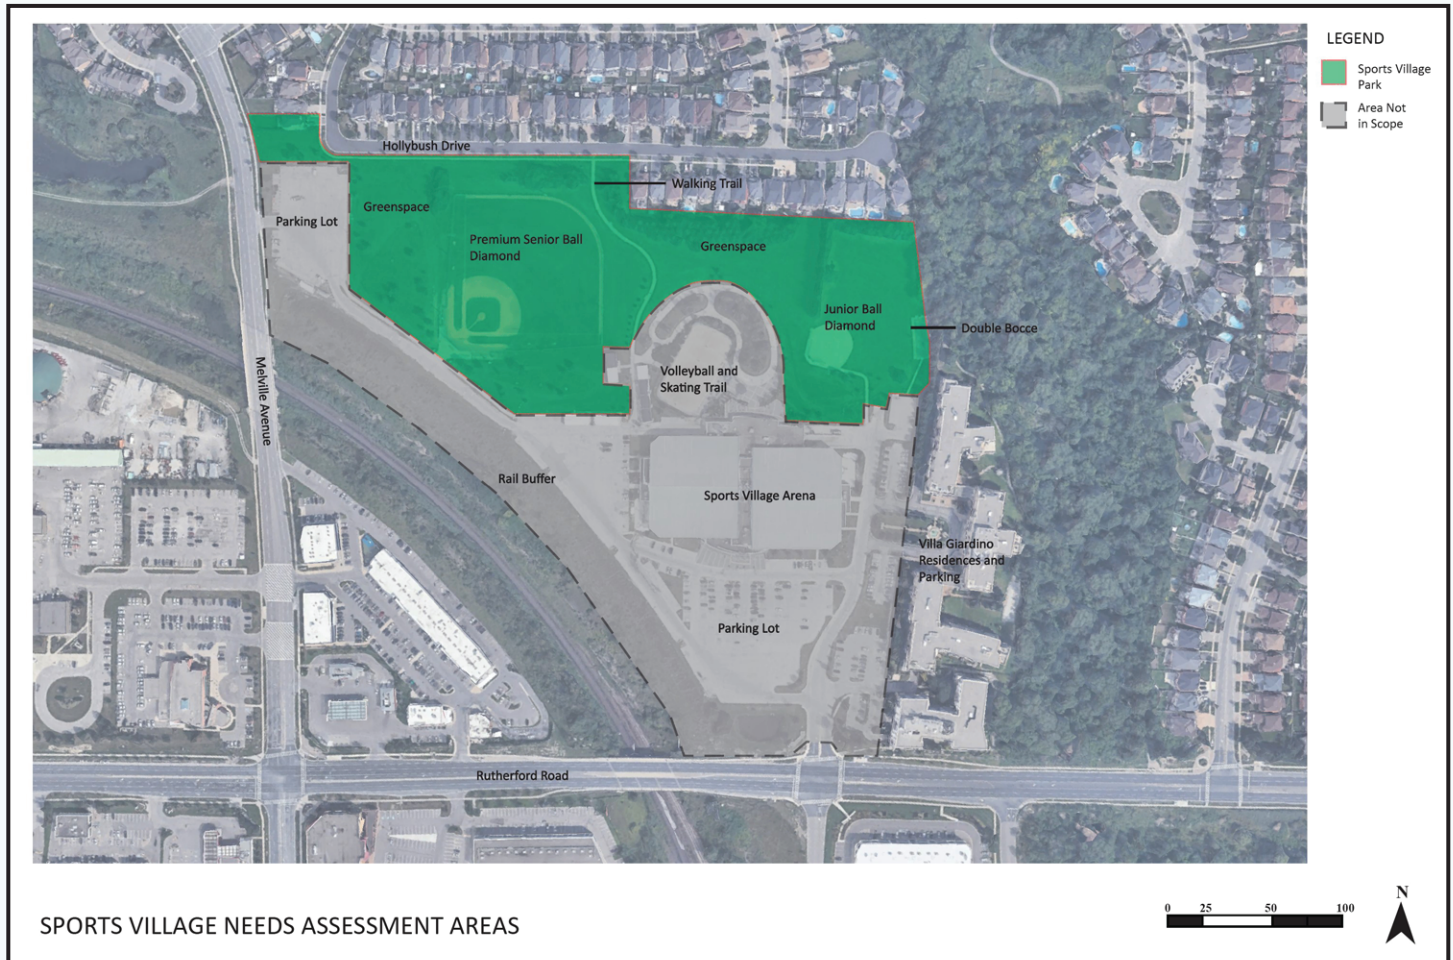 LEGEND
Sports Village
Park
Area Not
in Scope
Hollybush Drive
Walking Trail
Parking Lot
Greenspace
Premium Senior Ball
Diamond
Greenspace
Junior Ball
Diamond
Double Bocce
Melville Avenue
Volleyball and
Skating Trail
Rail Buffer
Sports Village Arena
Villa Giardino
Residences and
Parking
Parking Lot
Rutherford Road
SPORTS VILLAGE NEEDS ASSESSMENT AREAS
0 25 50 100
N